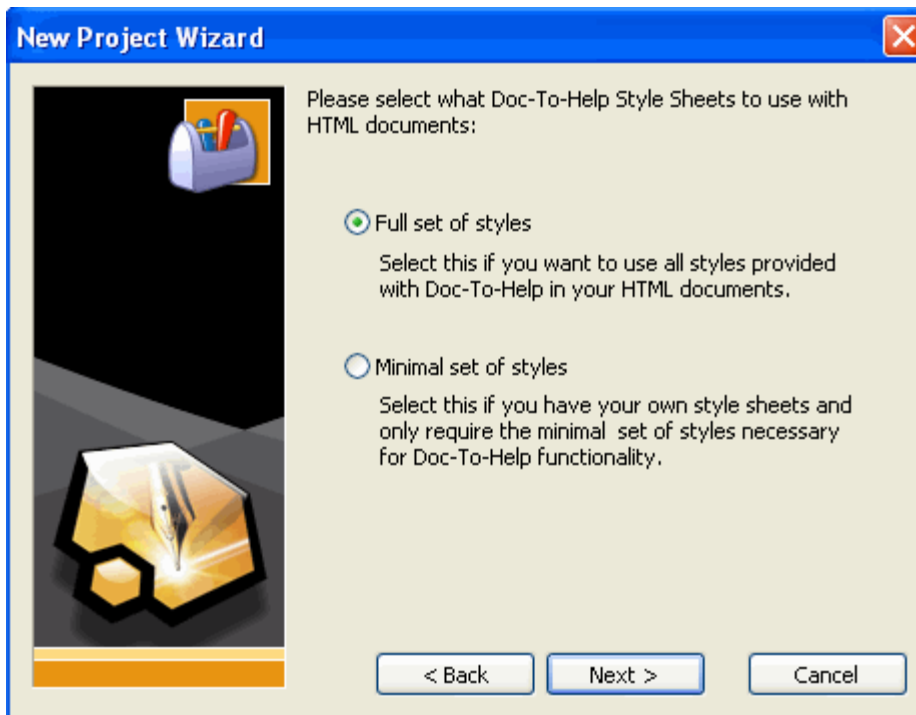 New Project Wizard
Please select what Doc-To-Help Style Sheets to use with
HTML documents:
Full set of styles
Select this if you want to use all styles provided
with Doc-To-Help in your HTML documents.
Minimal set of styles
Select this if you have your own style sheets and
only require the minimal  set of styles necessary
for Doc-To-Help functionality.
< Back
Next >
Cancel